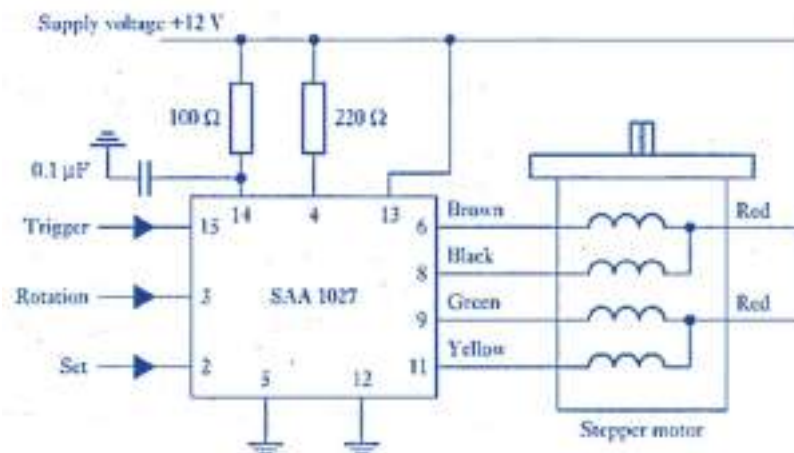 Supply voltage +12 V
100 Ω
220 Ω
0.1 µF
14
4
13
Trigger
15
6
Brown
Red
8
Black
Rotation
3
SAA 1027
9
Green
Red
Set
2
11
Yellow
5
12
Stepper motor